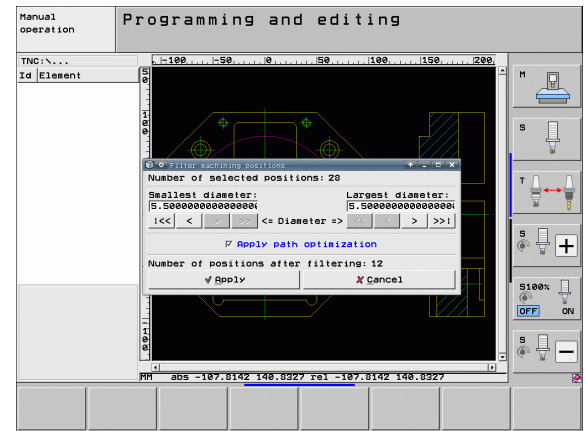 Manual
operation
Programming and editing
TNC:\...
Id Element
-100 -50 0 50 100 150 200
Filter machining positions
Number of selected positions: 28
Smallest diameter: Largest diameter:
5.5000000000000000 5.5000000000000000
|<< < > >> <= Diameter => << < > >>|
Apply path optimization
Number of positions after filtering: 12
Apply Cancel
MM abs -107.8142 140.8327 rel -107.8142 140.8327
M
S
T
S
S100%
OFF ON
S